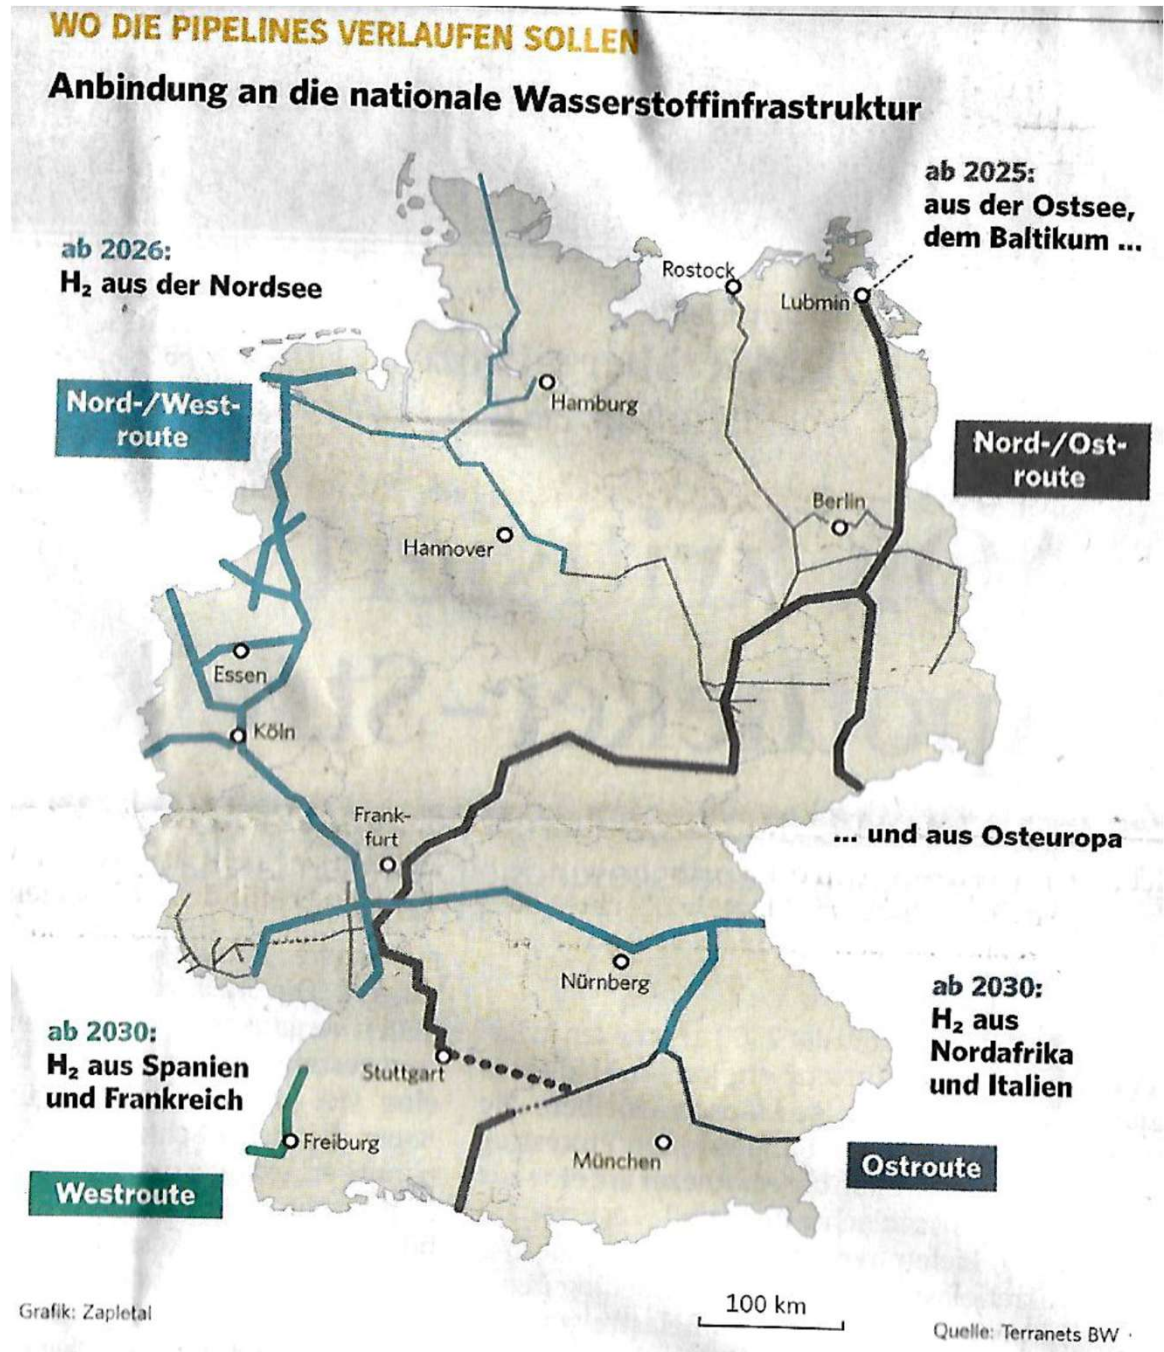 WO DIE PIPELINES VERLAUFEN SOLLEN
Anbindung an die nationale Wasserstoffinfrastruktur
ab 2025:
aus der Ostsee,
dem Baltikum ...
ab 2026:
H₂ aus der Nordsee
Rostock
Lubmin
Nord-/West-
route
Hamburg
Nord-/Ost-
route
Berlin
Hannover
Essen
Köln
Frank-
furt
... und aus Osteuropa
Nürnberg
ab 2030:
H₂ aus
Nordafrika
und Italien
ab 2030:
H₂ aus Spanien
und Frankreich
Stuttgart
Freiburg
München
Ostroute
Westroute
100 km
Grafik: Zapletal
Quelle: Terranets BW